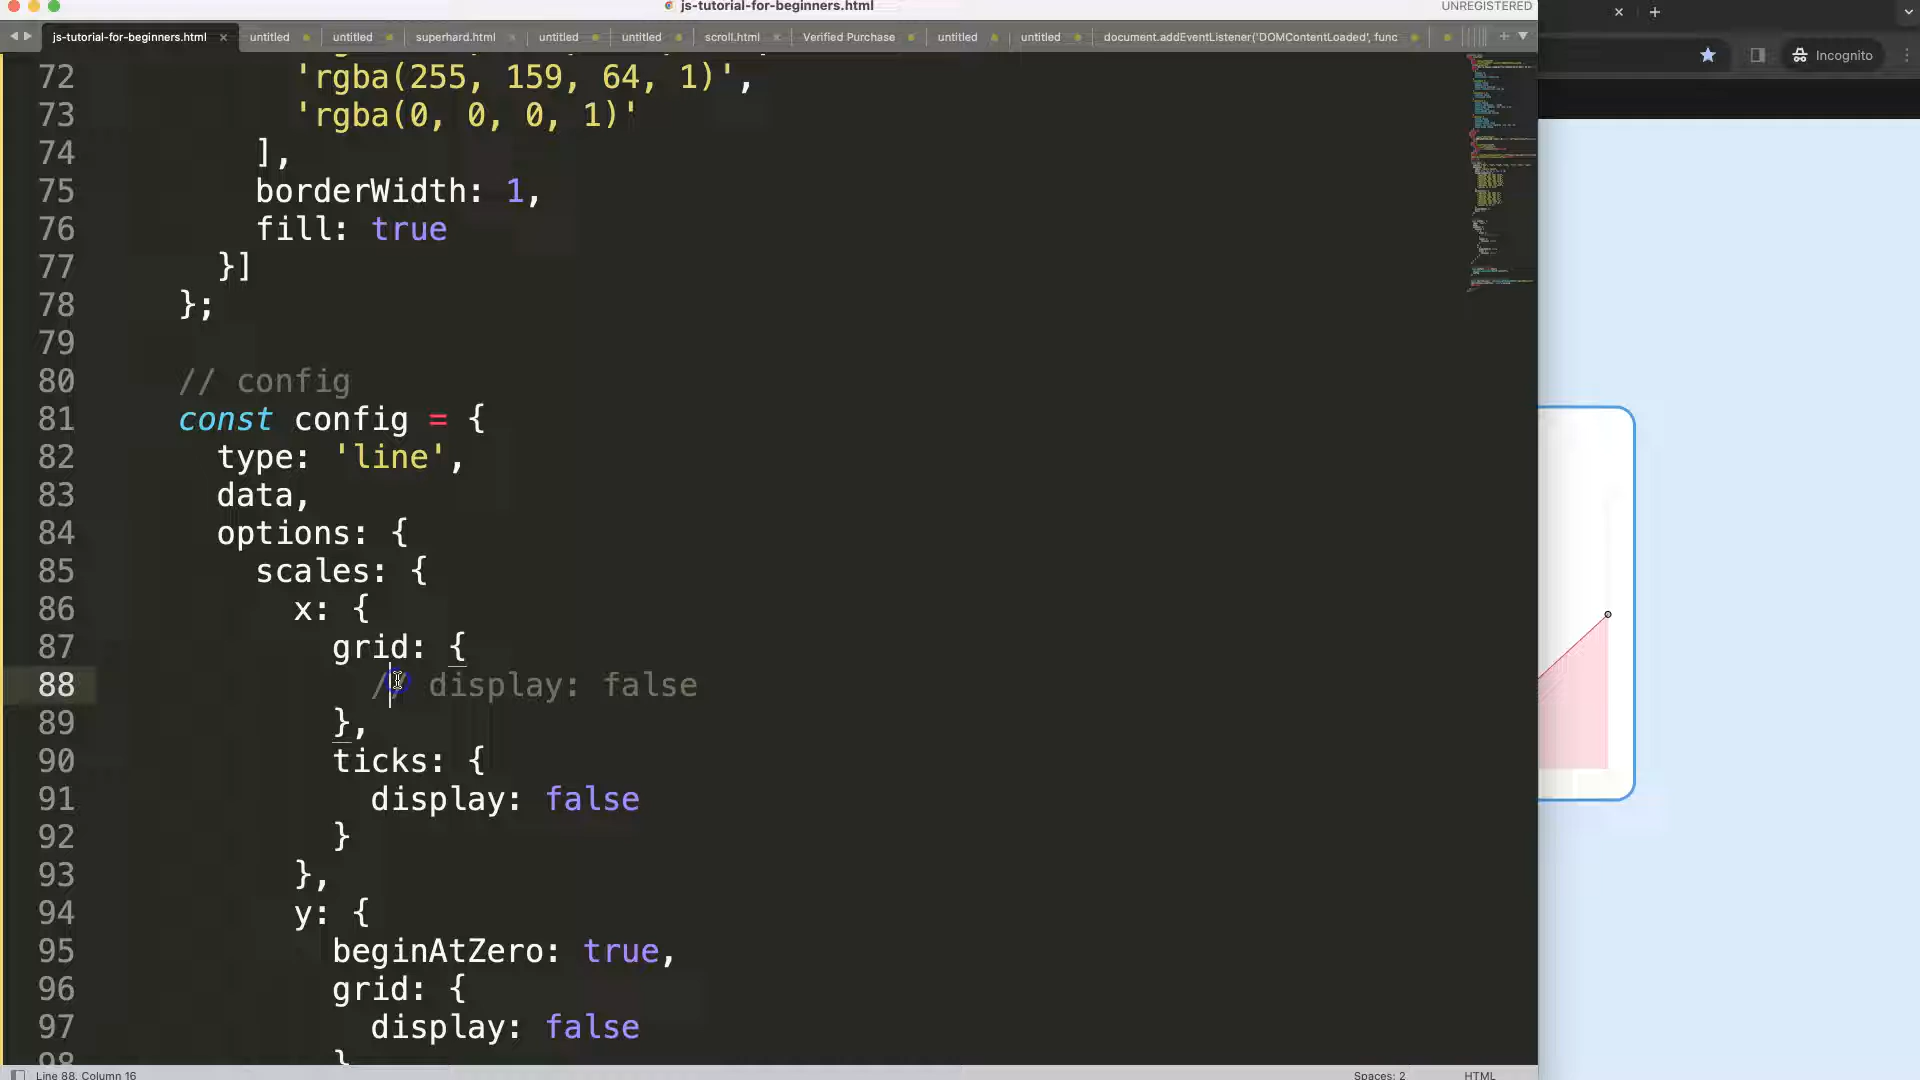 js-tutorial-for-beginners.html
UNREGISTERED
js-tutorial-for-beginners.html untitled untitled superhard.html untitled untitled scroll.html Verified Purchase untitled untitled document.addEventListener('DOMContentLoaded', func
Incognito
72 'rgba(255, 159, 64, 1)',
73 'rgba(0, 0, 0, 1)'
74 ],
75 borderWidth: 1,
76 fill: true
77 }]
78 };
79
80 // config
81 const config = {
82 type: 'line',
83 data,
84 options: {
85 scales: {
86 x: {
87 grid: {
88 // display: false
89 },
90 ticks: {
91 display: false
92 }
93 },
94 y: {
95 beginAtZero: true,
96 grid: {
97 display: false
98 }
Line 88, Column 16
Spaces: 2
HTML